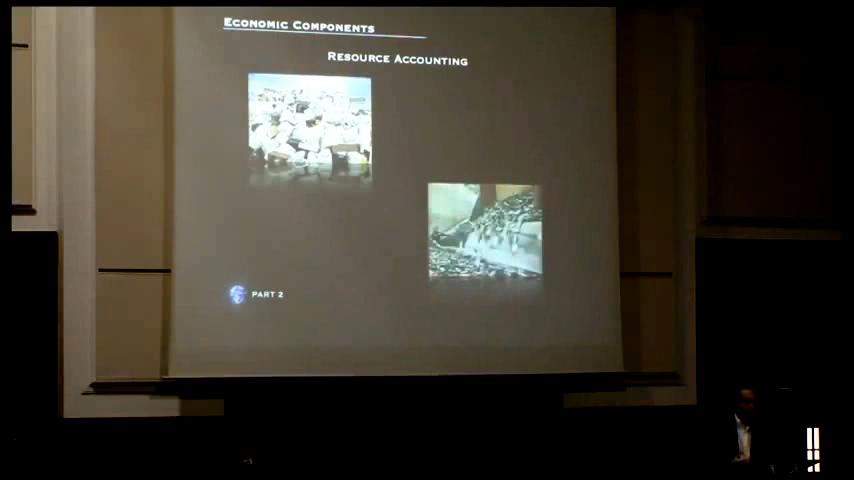 ECONOMIC COMPONENTS
RESOURCE ACCOUNTING
PART 2